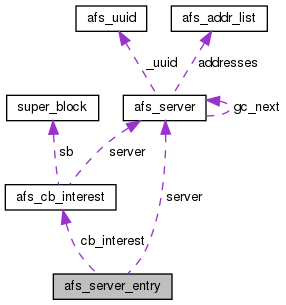 afs_uuid
afs_addr_list
_uuid
addresses
super_block
afs_server
gc_next
sb
server
afs_cb_interest
server
cb_interest
afs_server_entry